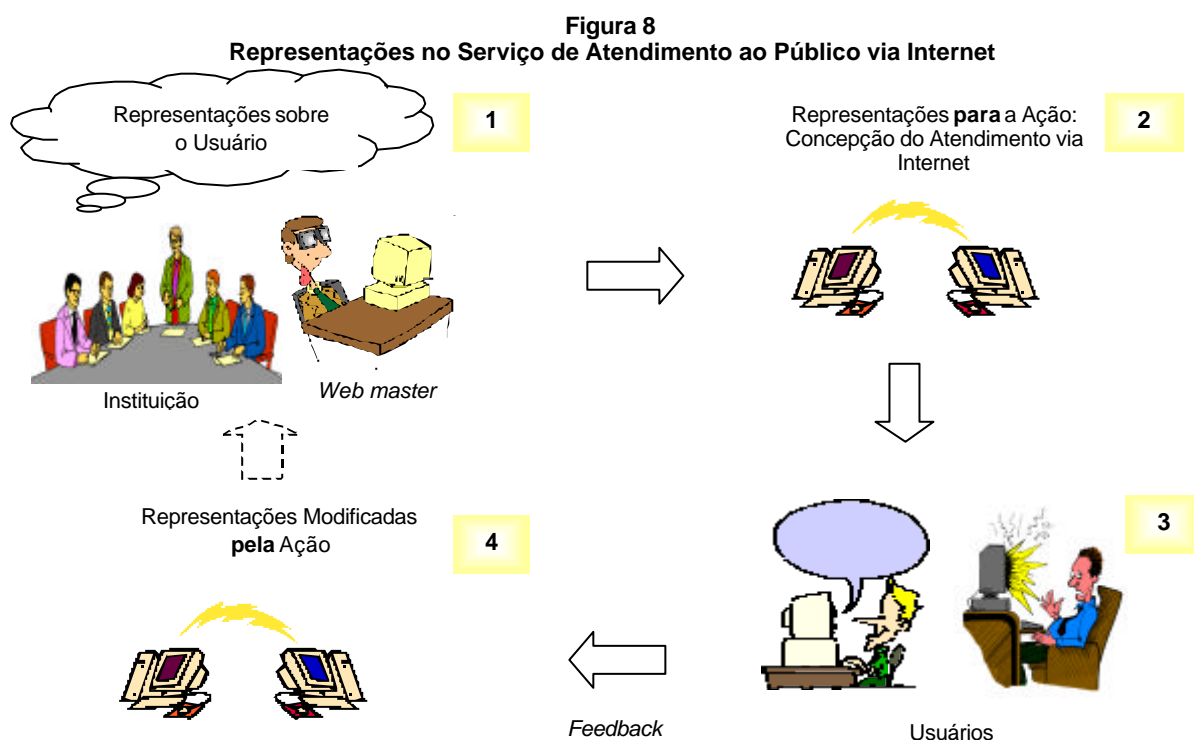 Figura 8
Representações no Serviço de Atendimento ao Público via Internet
Representações sobre
o Usuário
1
Representações para a Ação:
Concepção do Atendimento via
Internet
2
Instituição
Web master
Representações Modificadas
pela Ação
4
3
Feedback
Usuários